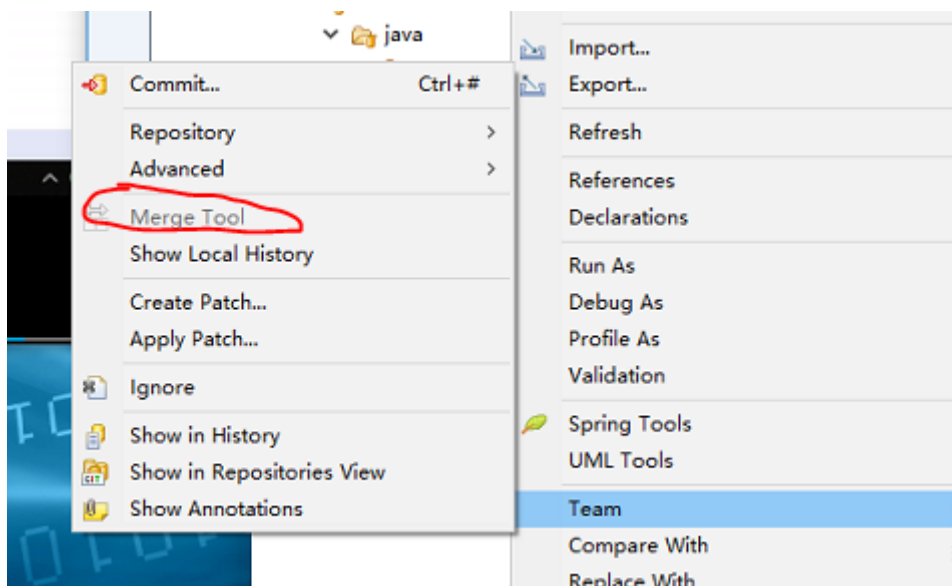 java
Commit... Ctrl+#
Repository
Advanced
Merge Tool
Show Local History
Create Patch...
Apply Patch...
Ignore
Show in History
GIT
Show in Repositories View
Show Annotations
Import...
Export...
Refresh
References
Declarations
Run As
Debug As
Profile As
Validation
Spring Tools
UML Tools
Team
Compare With
Replace With